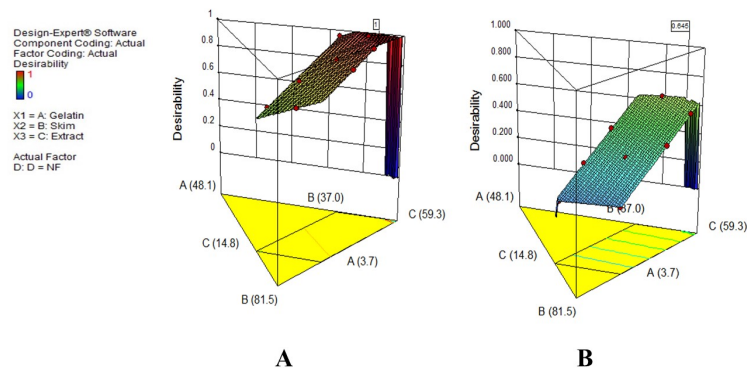 Design-Expert® Software
Component Coding: Actual
Factor Coding: Actual
Desirability
1
0
X1 = A: Gelatin
X2 = B: Skim
X3 = C: Extract
Actual Factor
D: D = NF
1
1
0.8
0.6
0.4
0.2
0
Desirability
A (48.1)
B (37.0)
C (59.3)
C (14.8)
A (3.7)
B (81.5)
A
0.645
1.000
0.800
0.600
0.400
0.200
0.000
Desirability
A (48.1)
B (37.0)
C (59.3)
C (14.8)
A (3.7)
B (81.5)
B